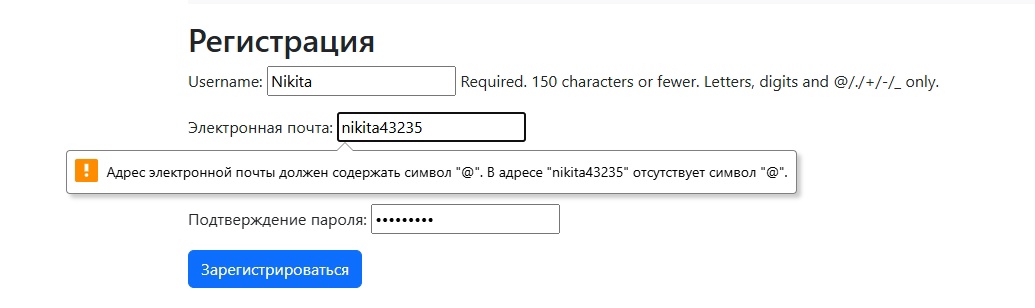 Регистрация
Username: Nikita Required. 150 characters or fewer. Letters, digits and @/./+/-/_ only.
Электронная почта: nikita43235
Адрес электронной почты должен содержать символ "@". В адресе "nikita43235" отсутствует символ "@".
Подтверждение пароля: •••••••••
Зарегистрироваться